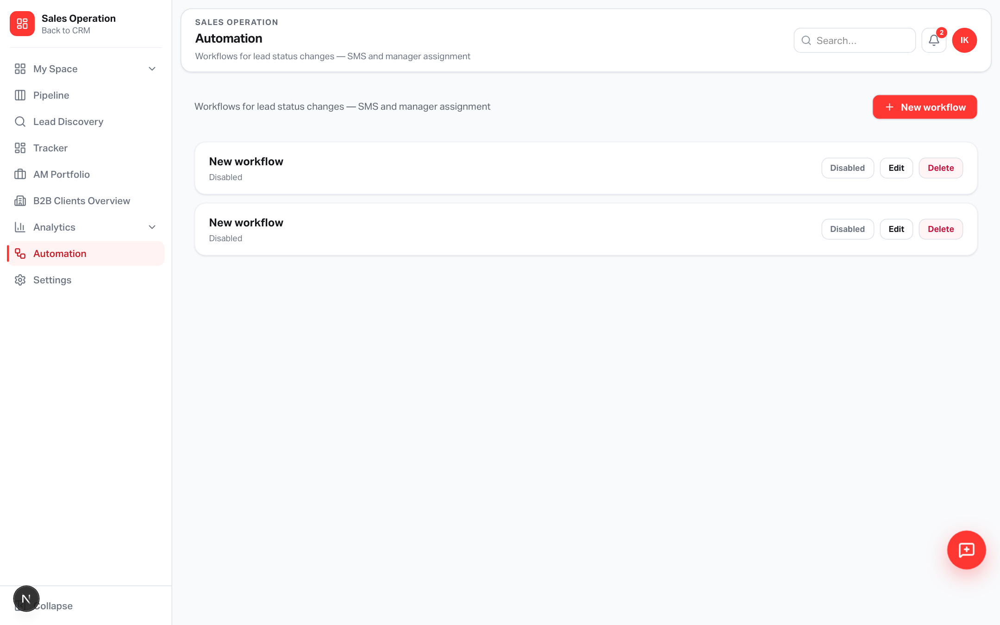 Sales Operation
Back to CRM
My Space
Pipeline
Lead Discovery
Tracker
AM Portfolio
B2B Clients Overview
Analytics
Automation
Settings
N
Collapse
SALES OPERATION
Automation
Workflows for lead status changes — SMS and manager assignment
Search...
2
IK
Workflows for lead status changes — SMS and manager assignment
+ New workflow
New workflow
Disabled
Disabled Edit Delete
New workflow
Disabled
Disabled Edit Delete